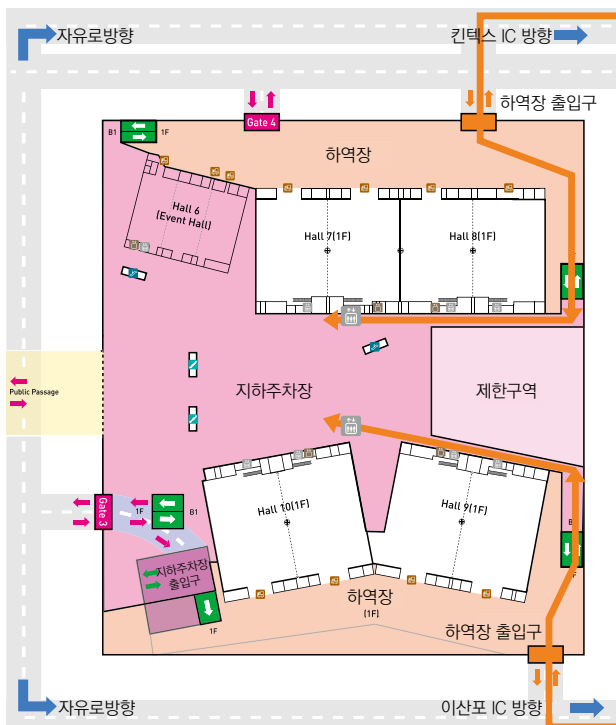 자유로방향
킨텍스 IC 방향
하역장 출입구
Gate 4
B1
1F
하역장
Hall 6
(Event Hall)
Hall 7(1F)
Hall 8(1F)
Public Passage
지하주차장
제한구역
Gate 3
1F
B1
Hall 10(1F)
Hall 9(1F)
지하주차장
출입구
1F
하역장
(1F)
하역장 출입구
자유로방향
이산포 IC 방향